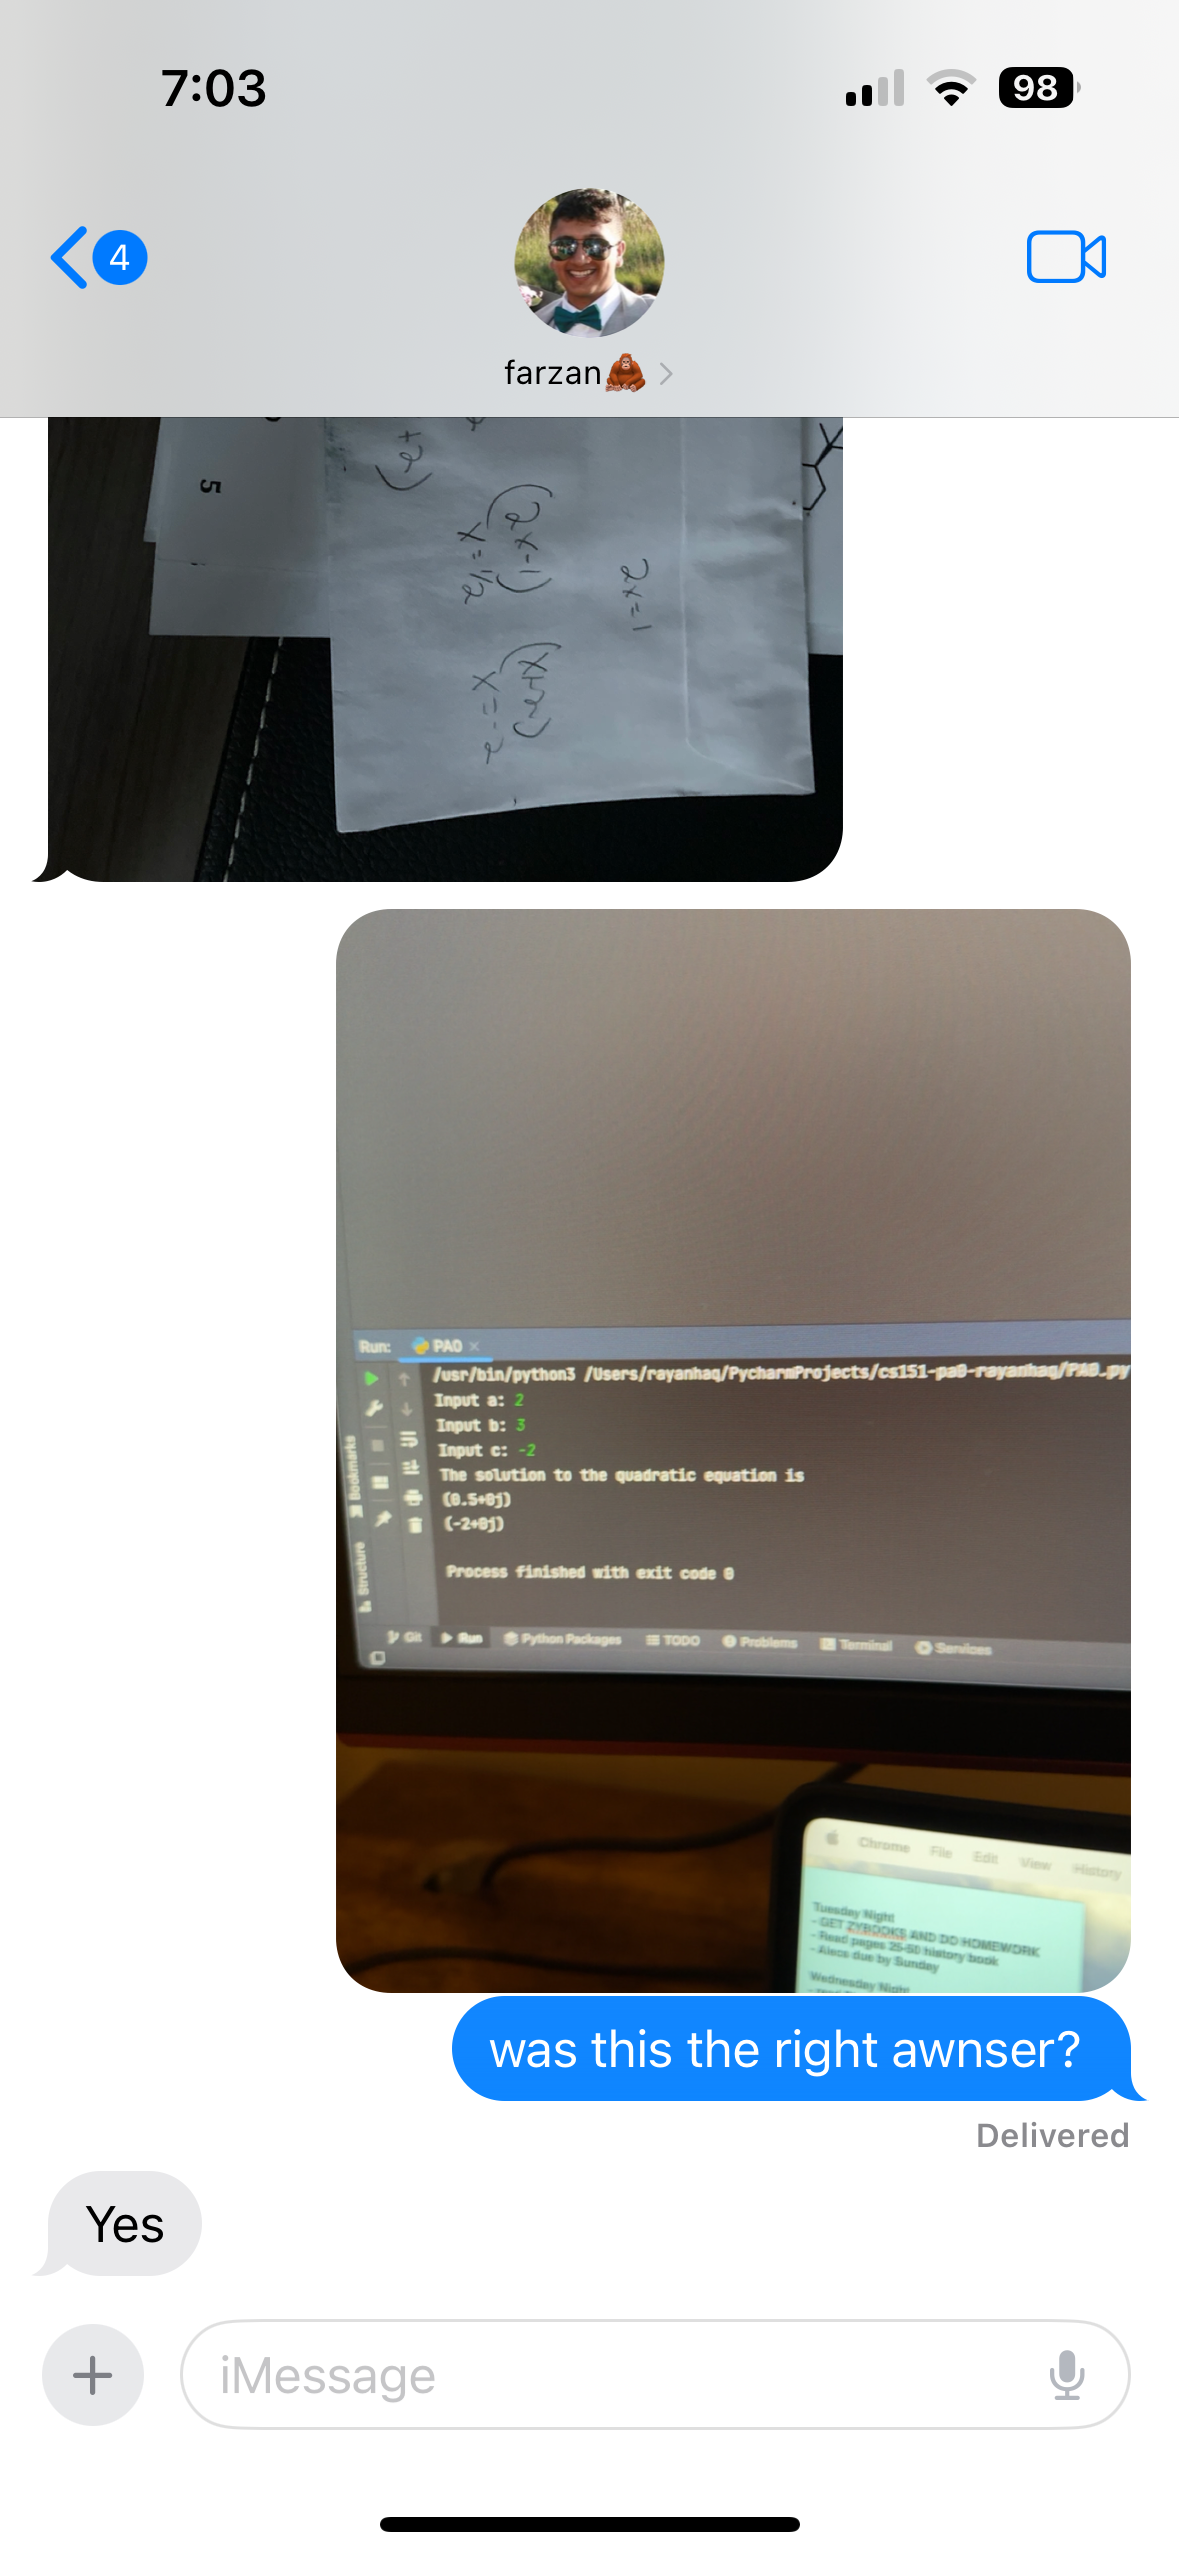 7:03
98
4
farzan
5
(2x-1)
x=1/2
2x=1
(x+2)
x=-2
Run: PA0
/usr/bin/python3 /Users/rayanhaq/PycharmProjects/cs151-pa0-rayanhaq/PA0.py
Input a: 2
Input b: 3
Input c: -2
The solution to the quadratic equation is
(0.5+0j)
(-2+0j)
Process finished with exit code 0
Bookmarks
Structure
Git Run Python Packages TODO Problems Terminal Services
Chrome File Edit View History
Tuesday Night
- GET ZYBOOKS AND DO HOMEWORK
- Read pages 25-50 history book
- Alecs due by Sunday
Wednesday Night
was this the right awnser?
Delivered
Yes
iMessage